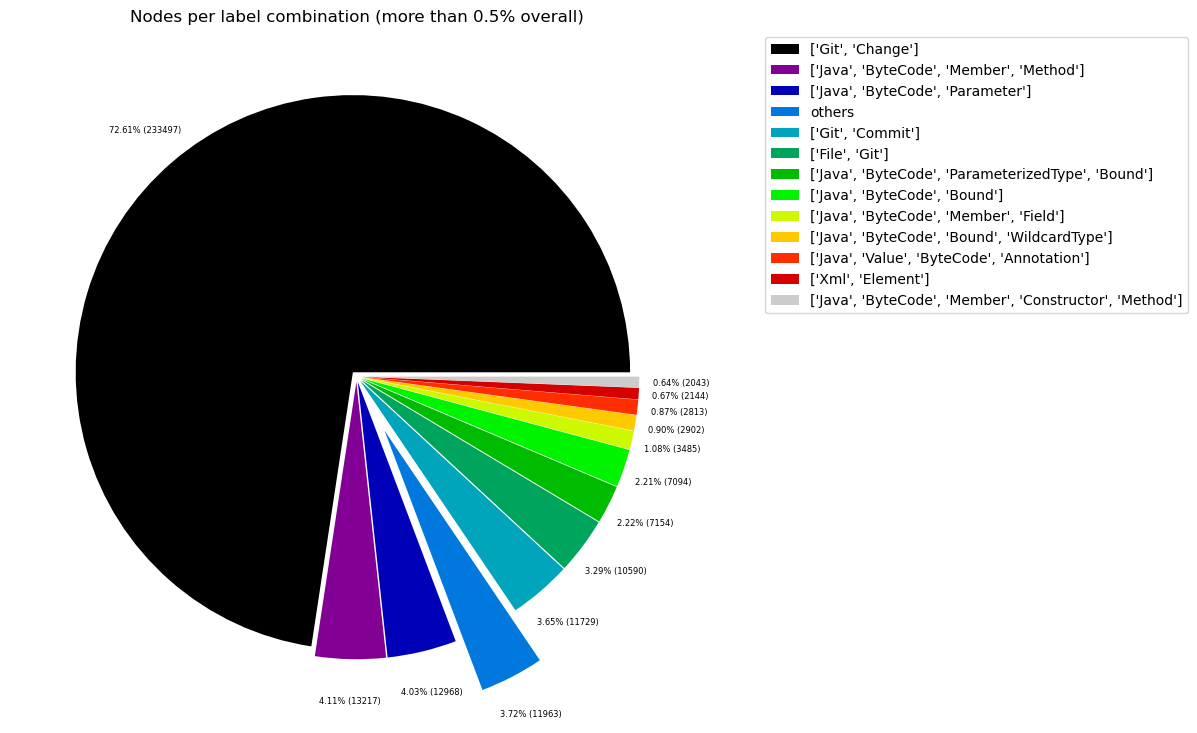 Nodes per label combination (more than 0.5% overall)
['Git', 'Change']
['Java', 'ByteCode', 'Member', 'Method']
['Java', 'ByteCode', 'Parameter']
others
['Git', 'Commit']
['File', 'Git']
['Java', 'ByteCode', 'ParameterizedType', 'Bound']
['Java', 'ByteCode', 'Bound']
['Java', 'ByteCode', 'Member', 'Field']
['Java', 'ByteCode', 'Bound', 'WildcardType']
['Java', 'Value', 'ByteCode', 'Annotation']
['Xml', 'Element']
['Java', 'ByteCode', 'Member', 'Constructor', 'Method']
72.61% (233497)
0.64% (2043)
0.67% (2144)
0.87% (2813)
0.90% (2902)
1.08% (3485)
2.21% (7094)
2.22% (7154)
3.29% (10590)
3.65% (11729)
4.03% (12968)
4.11% (13217)
3.72% (11963)